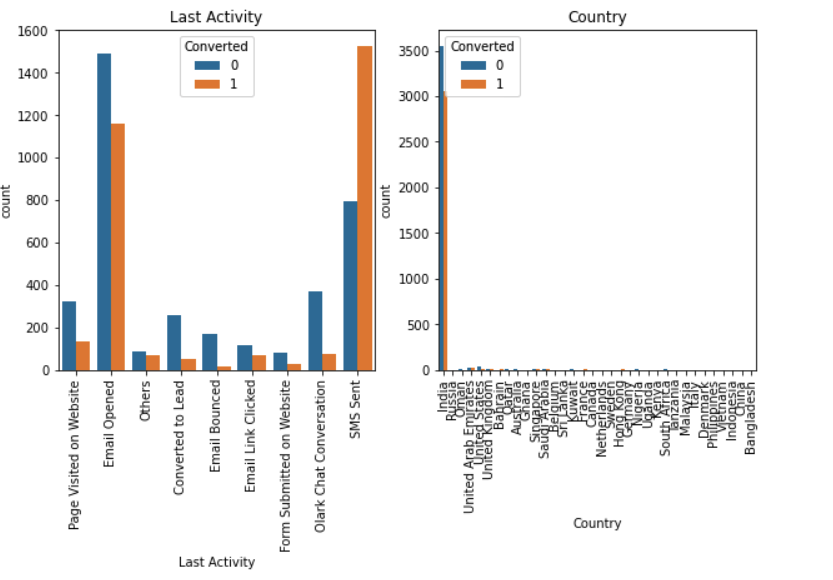 Last Activity
Converted
0
1
1600
1400
1200
1000
800
600
400
200
0
count
Page Visited on Website
Email Opened
Others
Converted to Lead
Email Bounced
Email Link Clicked
Form Submitted on Website
Olark Chat Conversation
SMS Sent
Last Activity
Country
Converted
0
1
3500
3000
2500
2000
1500
1000
500
0
count
India
Russia
Oman
United Arab Emirates
United States
United Kingdom
Bahrain
Qatar
Australia
Ghana
Singapore
Saudi Arabia
Belgium
Sri Lanka
Kuwait
France
Canada
Netherlands
Sweden
Hong Kong
Germany
Nigeria
Uganda
Kenya
South Africa
Tanzania
Malaysia
Italy
Denmark
Philippines
Vietnam
Indonesia
China
Bangladesh
Country